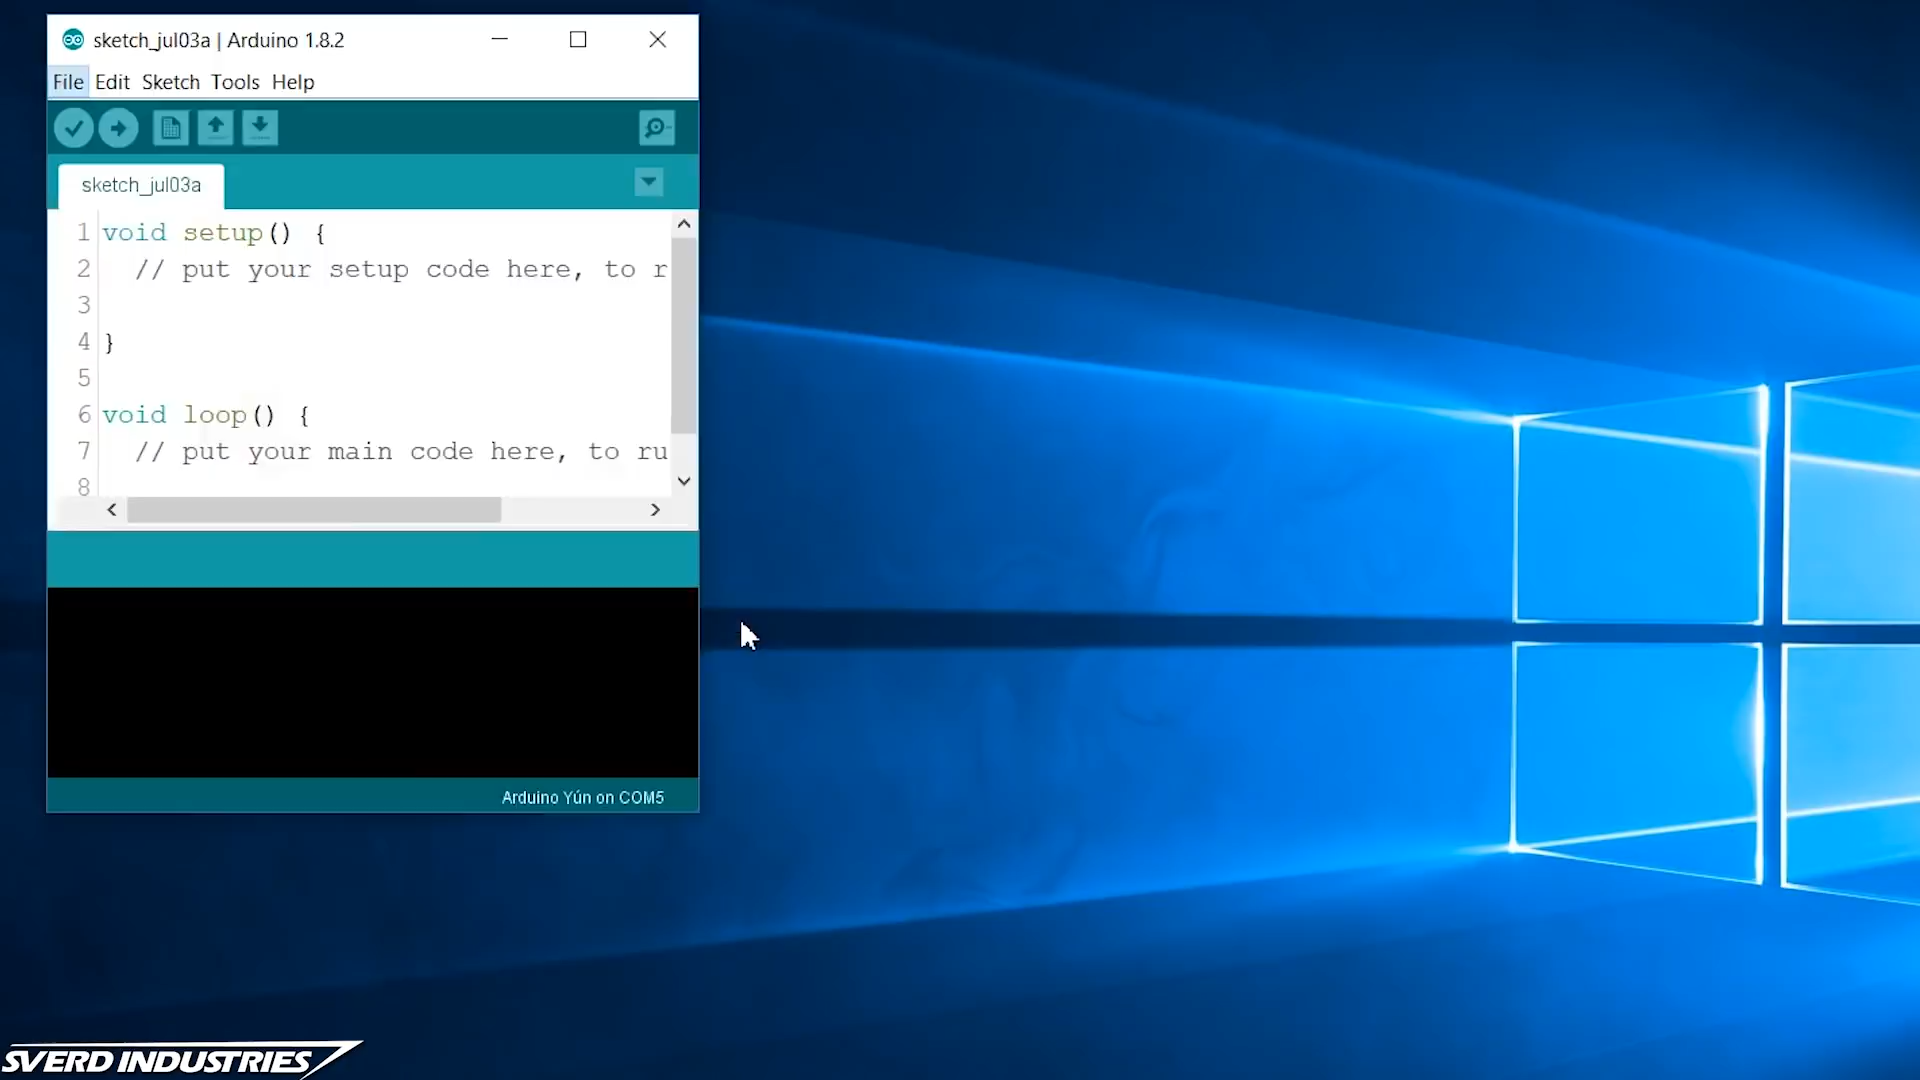 sketch_jul03a | Arduino 1.8.2
File Edit Sketch Tools Help
sketch_jul03a
1 void setup() {
2 // put your setup code here, to r
3
4 }
5
6 void loop() {
7 // put your main code here, to ru
8
Arduino Yún on COM5
SVERD INDUSTRIES